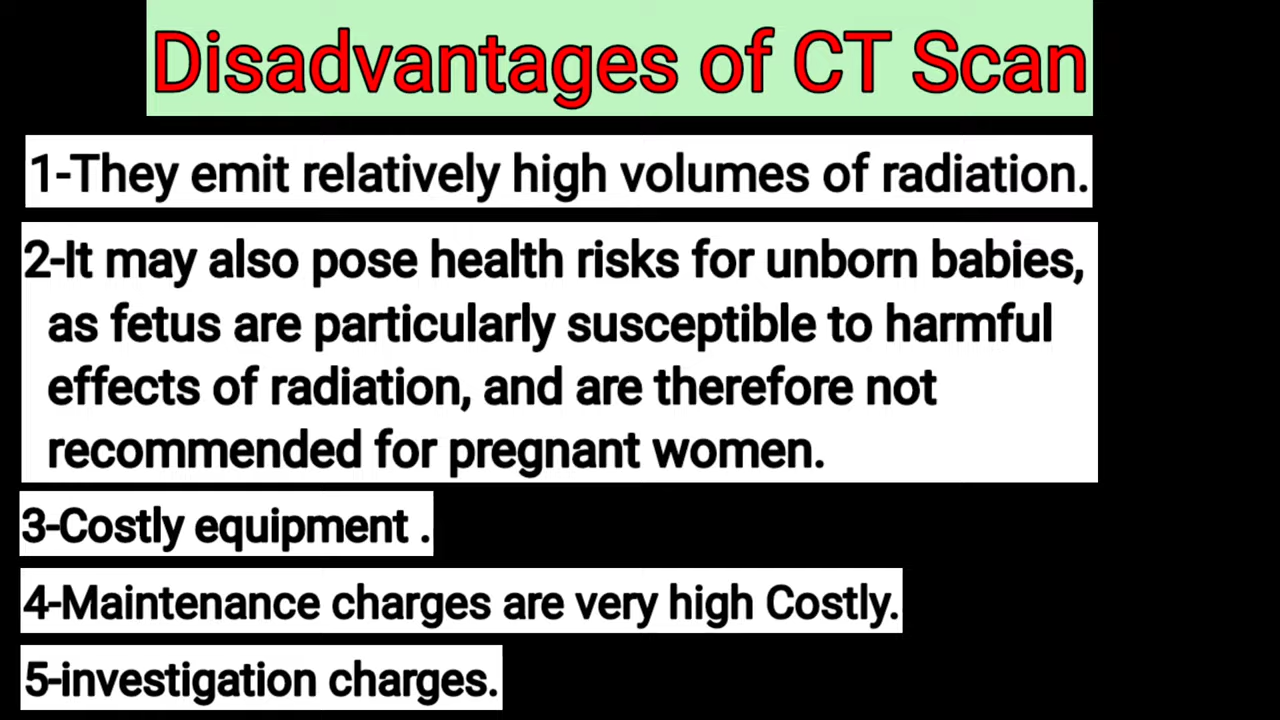 Disadvantages of CT Scan
1-They emit relatively high volumes of radiation.
2-It may also pose health risks for unborn babies,
as fetus are particularly susceptible to harmful
effects of radiation, and are therefore not
recommended for pregnant women.
3-Costly equipment .
4-Maintenance charges are very high Costly.
5-investigation charges.